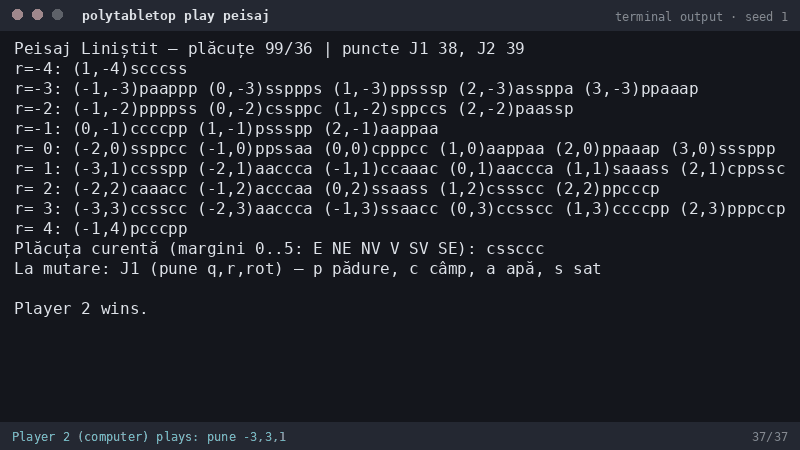 polytabletop play peisaj
terminal output · seed 1
Peisaj Liniștit — plăcuțe 99/36 | puncte J1 38, J2 39
r=-4: (1,-4)scccss
r=-3: (-1,-3)paappp (0,-3)ssppps (1,-3)ppsssp (2,-3)assppa (3,-3)ppaaap
r=-2: (-1,-2)ppppss (0,-2)cssppc (1,-2)sppccs (2,-2)paassp
r=-1: (0,-1)ccccpp (1,-1)pssspp (2,-1)aappaa
r= 0: (-2,0)ssppcc (-1,0)ppssaa (0,0)cpppcc (1,0)aappaa (2,0)ppaaap (3,0)sssppp
r= 1: (-3,1)ccsspp (-2,1)aaccca (-1,1)ccaaac (0,1)aaccca (1,1)saaass (2,1)cppssc
r= 2: (-2,2)caaacc (-1,2)acccaa (0,2)ssaass (1,2)cssscc (2,2)ppcccp
r= 3: (-3,3)ccsscc (-2,3)aaccca (-1,3)ssaacc (0,3)ccsscc (1,3)ccccpp (2,3)pppccp
r= 4: (-1,4)pcccpp
Plăcuța curentă (margini 0..5: E NE NV V SV SE): cssccc
La mutare: J1 (pune q,r,rot) — p pădure, c câmp, a apă, s sat
Player 2 wins.
Player 2 (computer) plays: pune -3,3,1
37/37